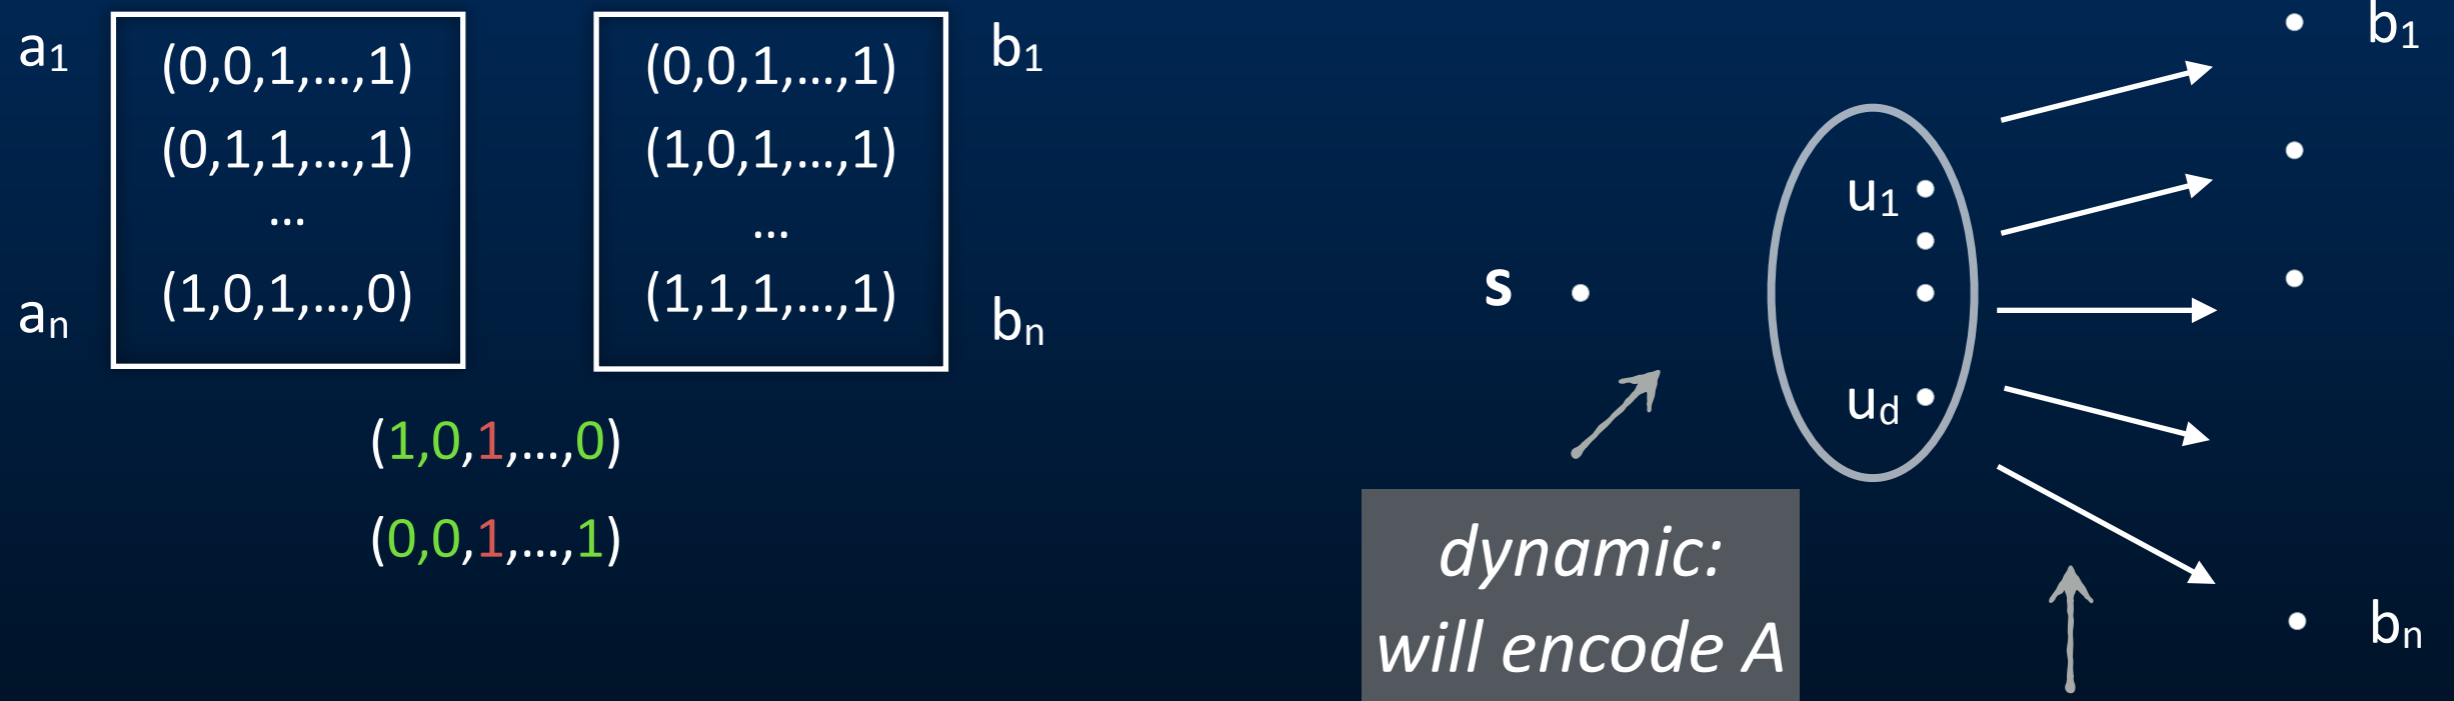 a₁
(0,0,1,...,1)
(0,1,1,...,1)
...
(1,0,1,...,0)
aₙ
(0,0,1,...,1)
(1,0,1,...,1)
...
(1,1,1,...,1)
b₁
bₙ
(1,0,1,...,0)
(0,0,1,...,1)
s
u₁
u_d
b₁
bₙ
dynamic:
will encode A